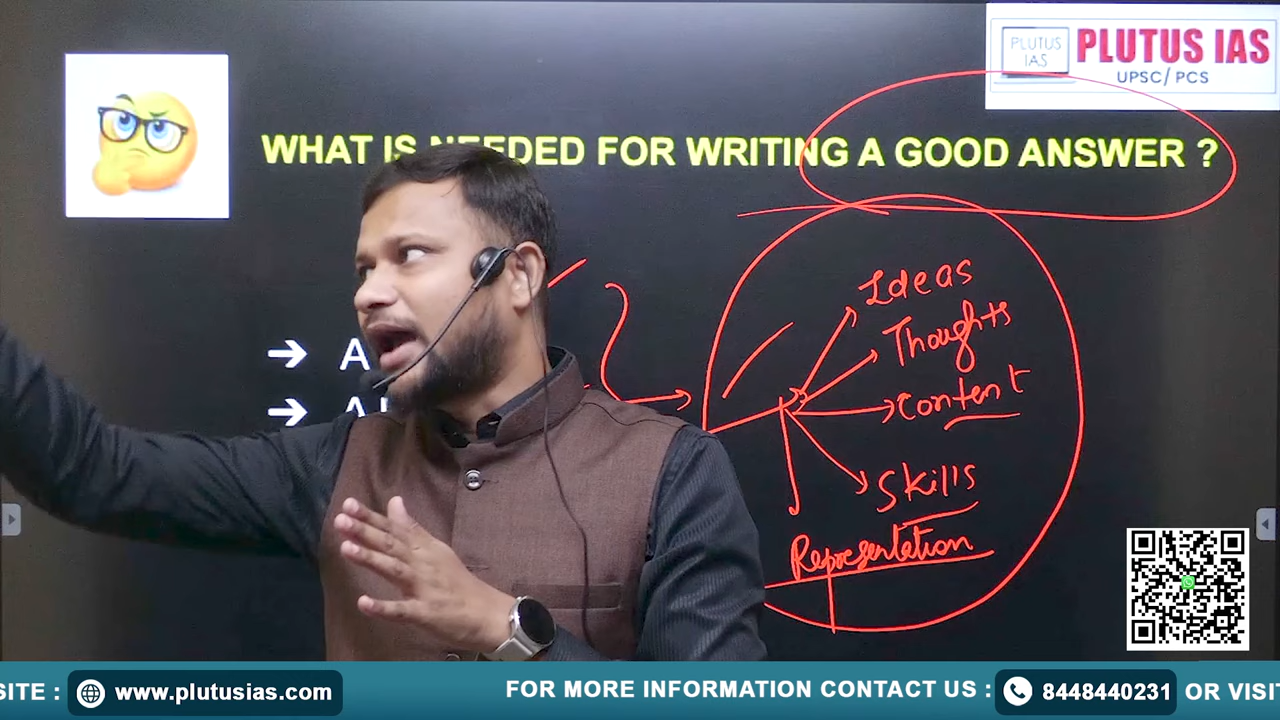 PLUTUS IAS
PLUTUS IAS
UPSC/ PCS
WHAT IS NEEDED FOR WRITING A GOOD ANSWER ?
Ideas
Thoughts
Content
Skills
Representation
→ A
→
SITE : www.plutusias.com FOR MORE INFORMATION CONTACT US : 8448440231 OR VISIT